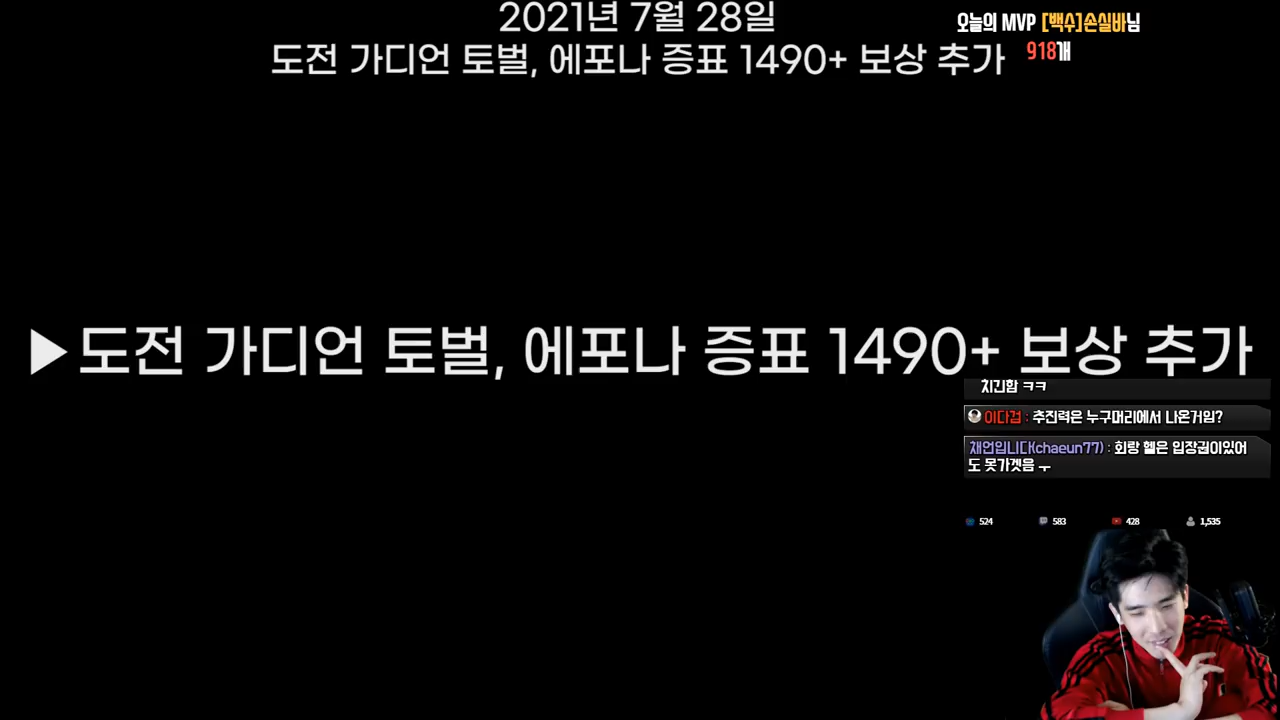 2021년 7월 28일
도전 가디언 토벌, 에포나 증표 1490+ 보상 추가
오늘의 MVP [백수]손실바님
918개
▶도전 가디언 토벌, 에포나 증표 1490+ 보상 추가
치긴함 ㅋㅋ
이다검 : 추진력은 누구머리에서 나온거임?
채언입니다(chaeun77) : 회랑 헬은 입장권이있어
도 못가겟음 ㅜ
524 583 428 1,535